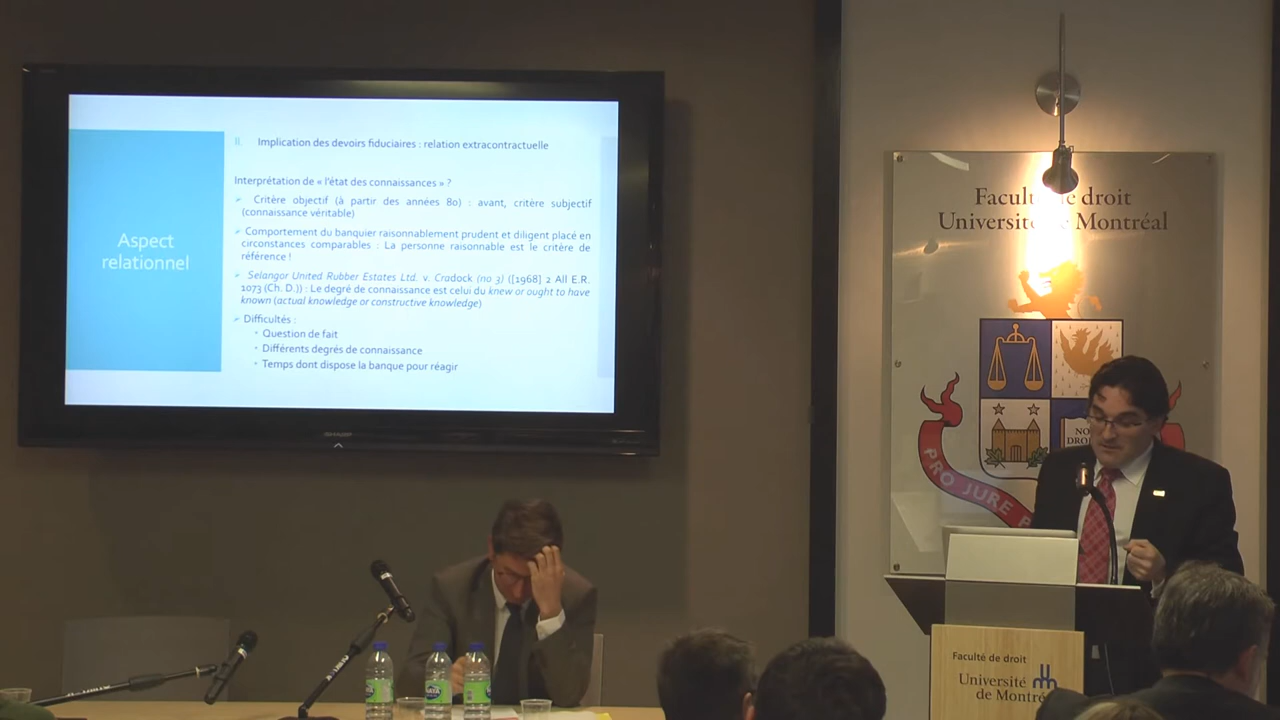 Aspect
relationnel
II. Implication des devoirs fiduciaires : relation extracontractuelle
Interprétation de « l'état des connaissances » ?
Critère objectif (à partir des années 80) : avant, critère subjectif
(connaissance véritable)
Comportement du banquier raisonnablement prudent et diligent placé en
circonstances comparables : La personne raisonnable est le critère de
référence !
Selangor United Rubber Estates Ltd. v. Cradock (no 3) ([1968] 2 All E.R.
1073 (Ch. D.)) : Le degré de connaissance est celui du knew or ought to have
known (actual knowledge or constructive knowledge)
Difficultés :
Question de fait
Différents degrés de connaissance
Temps dont dispose la banque pour réagir
SHARP
Faculté de droit
Université de Montréal
NO
DRO
PRO JURE
Faculté de droit
Université
de Montré